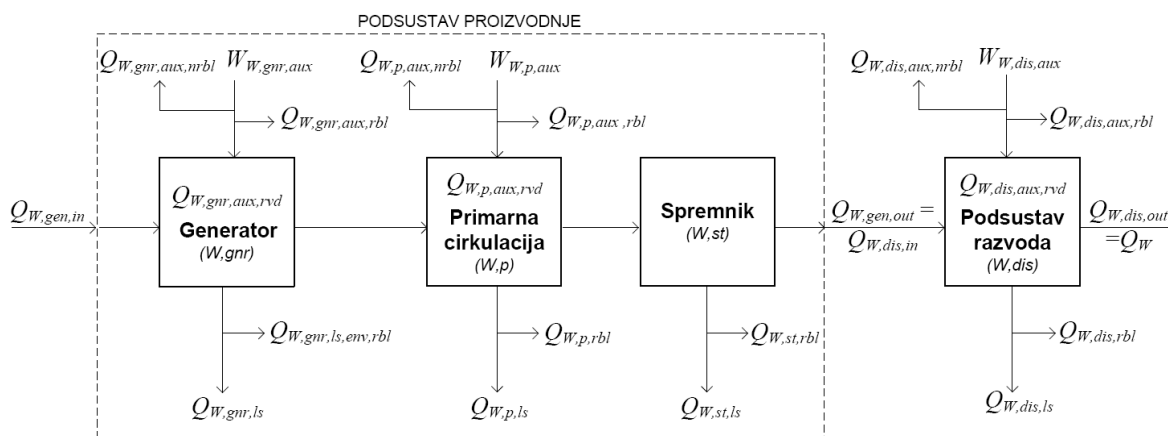 PODSUSTAV PROIZVODNJE
Q_{W,gnr,aux,nrbl} W_{W,gnr,aux} Q_{W,p,aux,nrbl} W_{W,p,aux} Q_{W,dis,aux,nrbl} W_{W,dis,aux}
Q_{W,gnr,aux,rbl} Q_{W,p,aux ,rbl} Q_{W,dis,aux,rbl}
Q_{W,gen,in}
Q_{W,gnr,aux,rvd}
Generator
(W,gnr)
Q_{W,p,aux,rvd}
Primarna
cirkulacija
(W,p)
Spremnik
(W,st)
Q_{W,gen,out} =
Q_{W,dis,in}
Q_{W,dis,aux,rvd}
Podsustav
razvoda
(W,dis)
Q_{W,dis,out}
=Q_W
Q_{W,gnr,ls,env,rbl} Q_{W,p,rbl} Q_{W,st,rbl} Q_{W,dis,rbl}
Q_{W,gnr,ls} Q_{W,p,ls} Q_{W,st,ls} Q_{W,dis,ls}